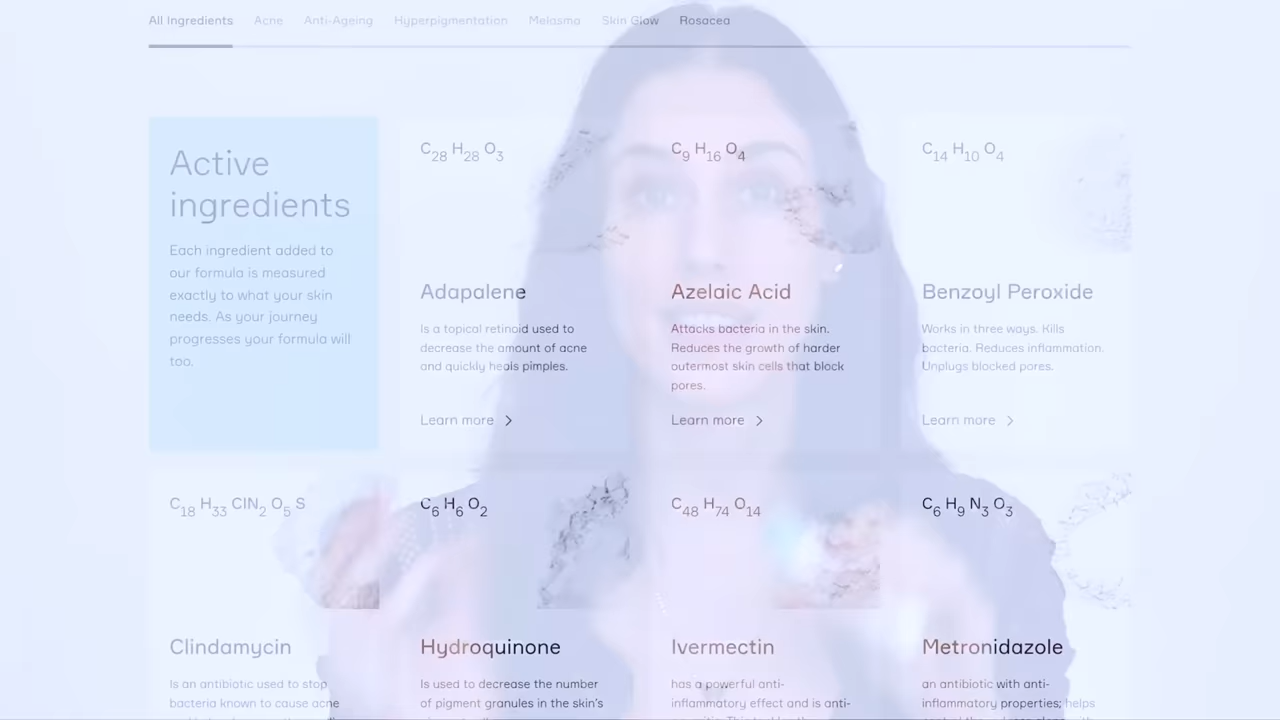 All Ingredients Acne Anti-Ageing Hyperpigmentation Melasma Skin Glow Rosacea
Active
ingredients
Each ingredient added to
our formula is measured
exactly to what your skin
needs. As your journey
progresses your formula will
too.
C28 H28 O3
Adapalene
Is a topical retinoid used to
decrease the amount of acne
and quickly heals pimples.
Learn more
C9 H16 O4
Azelaic Acid
Attacks bacteria in the skin.
Reduces the growth of harder
outermost skin cells that block
pores.
Learn more
C14 H10 O4
Benzoyl Peroxide
Works in three ways. Kills
bacteria. Reduces inflammation.
Unplugs blocked pores.
Learn more
C18 H33 ClN2 O5 S
Clindamycin
Is an antibiotic used to stop
bacteria known to cause acne
C6 H6 O2
Hydroquinone
Is used to decrease the number
of pigment granules in the skin's
C48 H74 O14
Ivermectin
has a powerful anti-
inflammatory effect and is anti-
C6 H9 N3 O3
Metronidazole
an antibiotic with anti-
inflammatory properties; helps